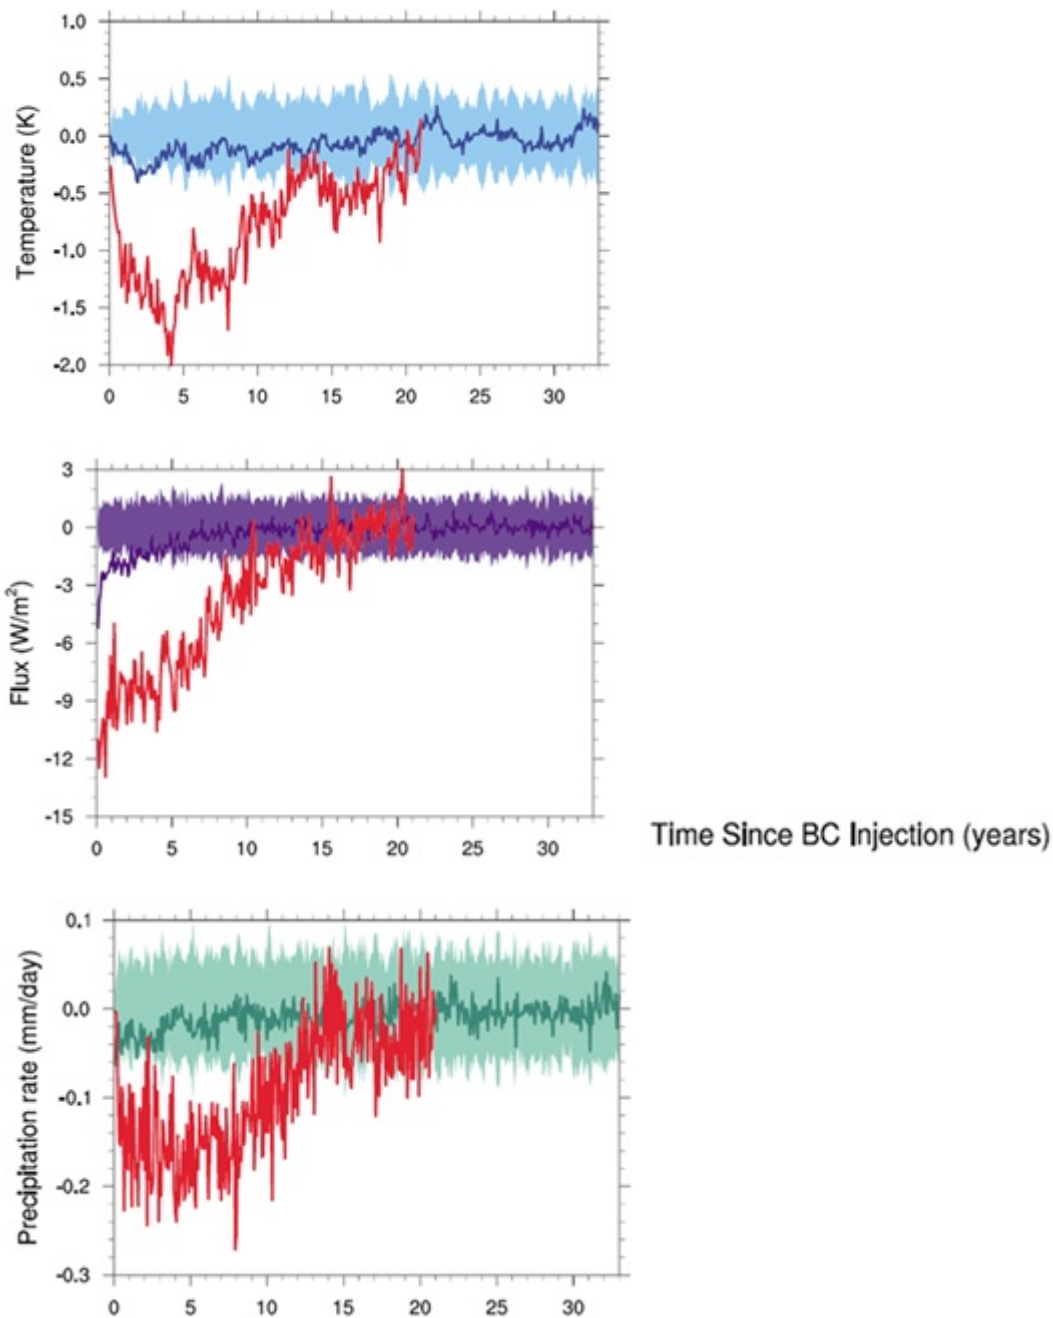 1.0
0.5
0.0
-0.5
-1.0
-1.5
-2.0
Temperature (K)
0 5 10 15 20 25 30
3
0
-3
-6
-9
-12
-15
Flux (W/m²)
0 5 10 15 20 25 30
Time Since BC Injection (years)
0.1
0.0
-0.1
-0.2
-0.3
Precipitation rate (mm/day)
0 5 10 15 20 25 30